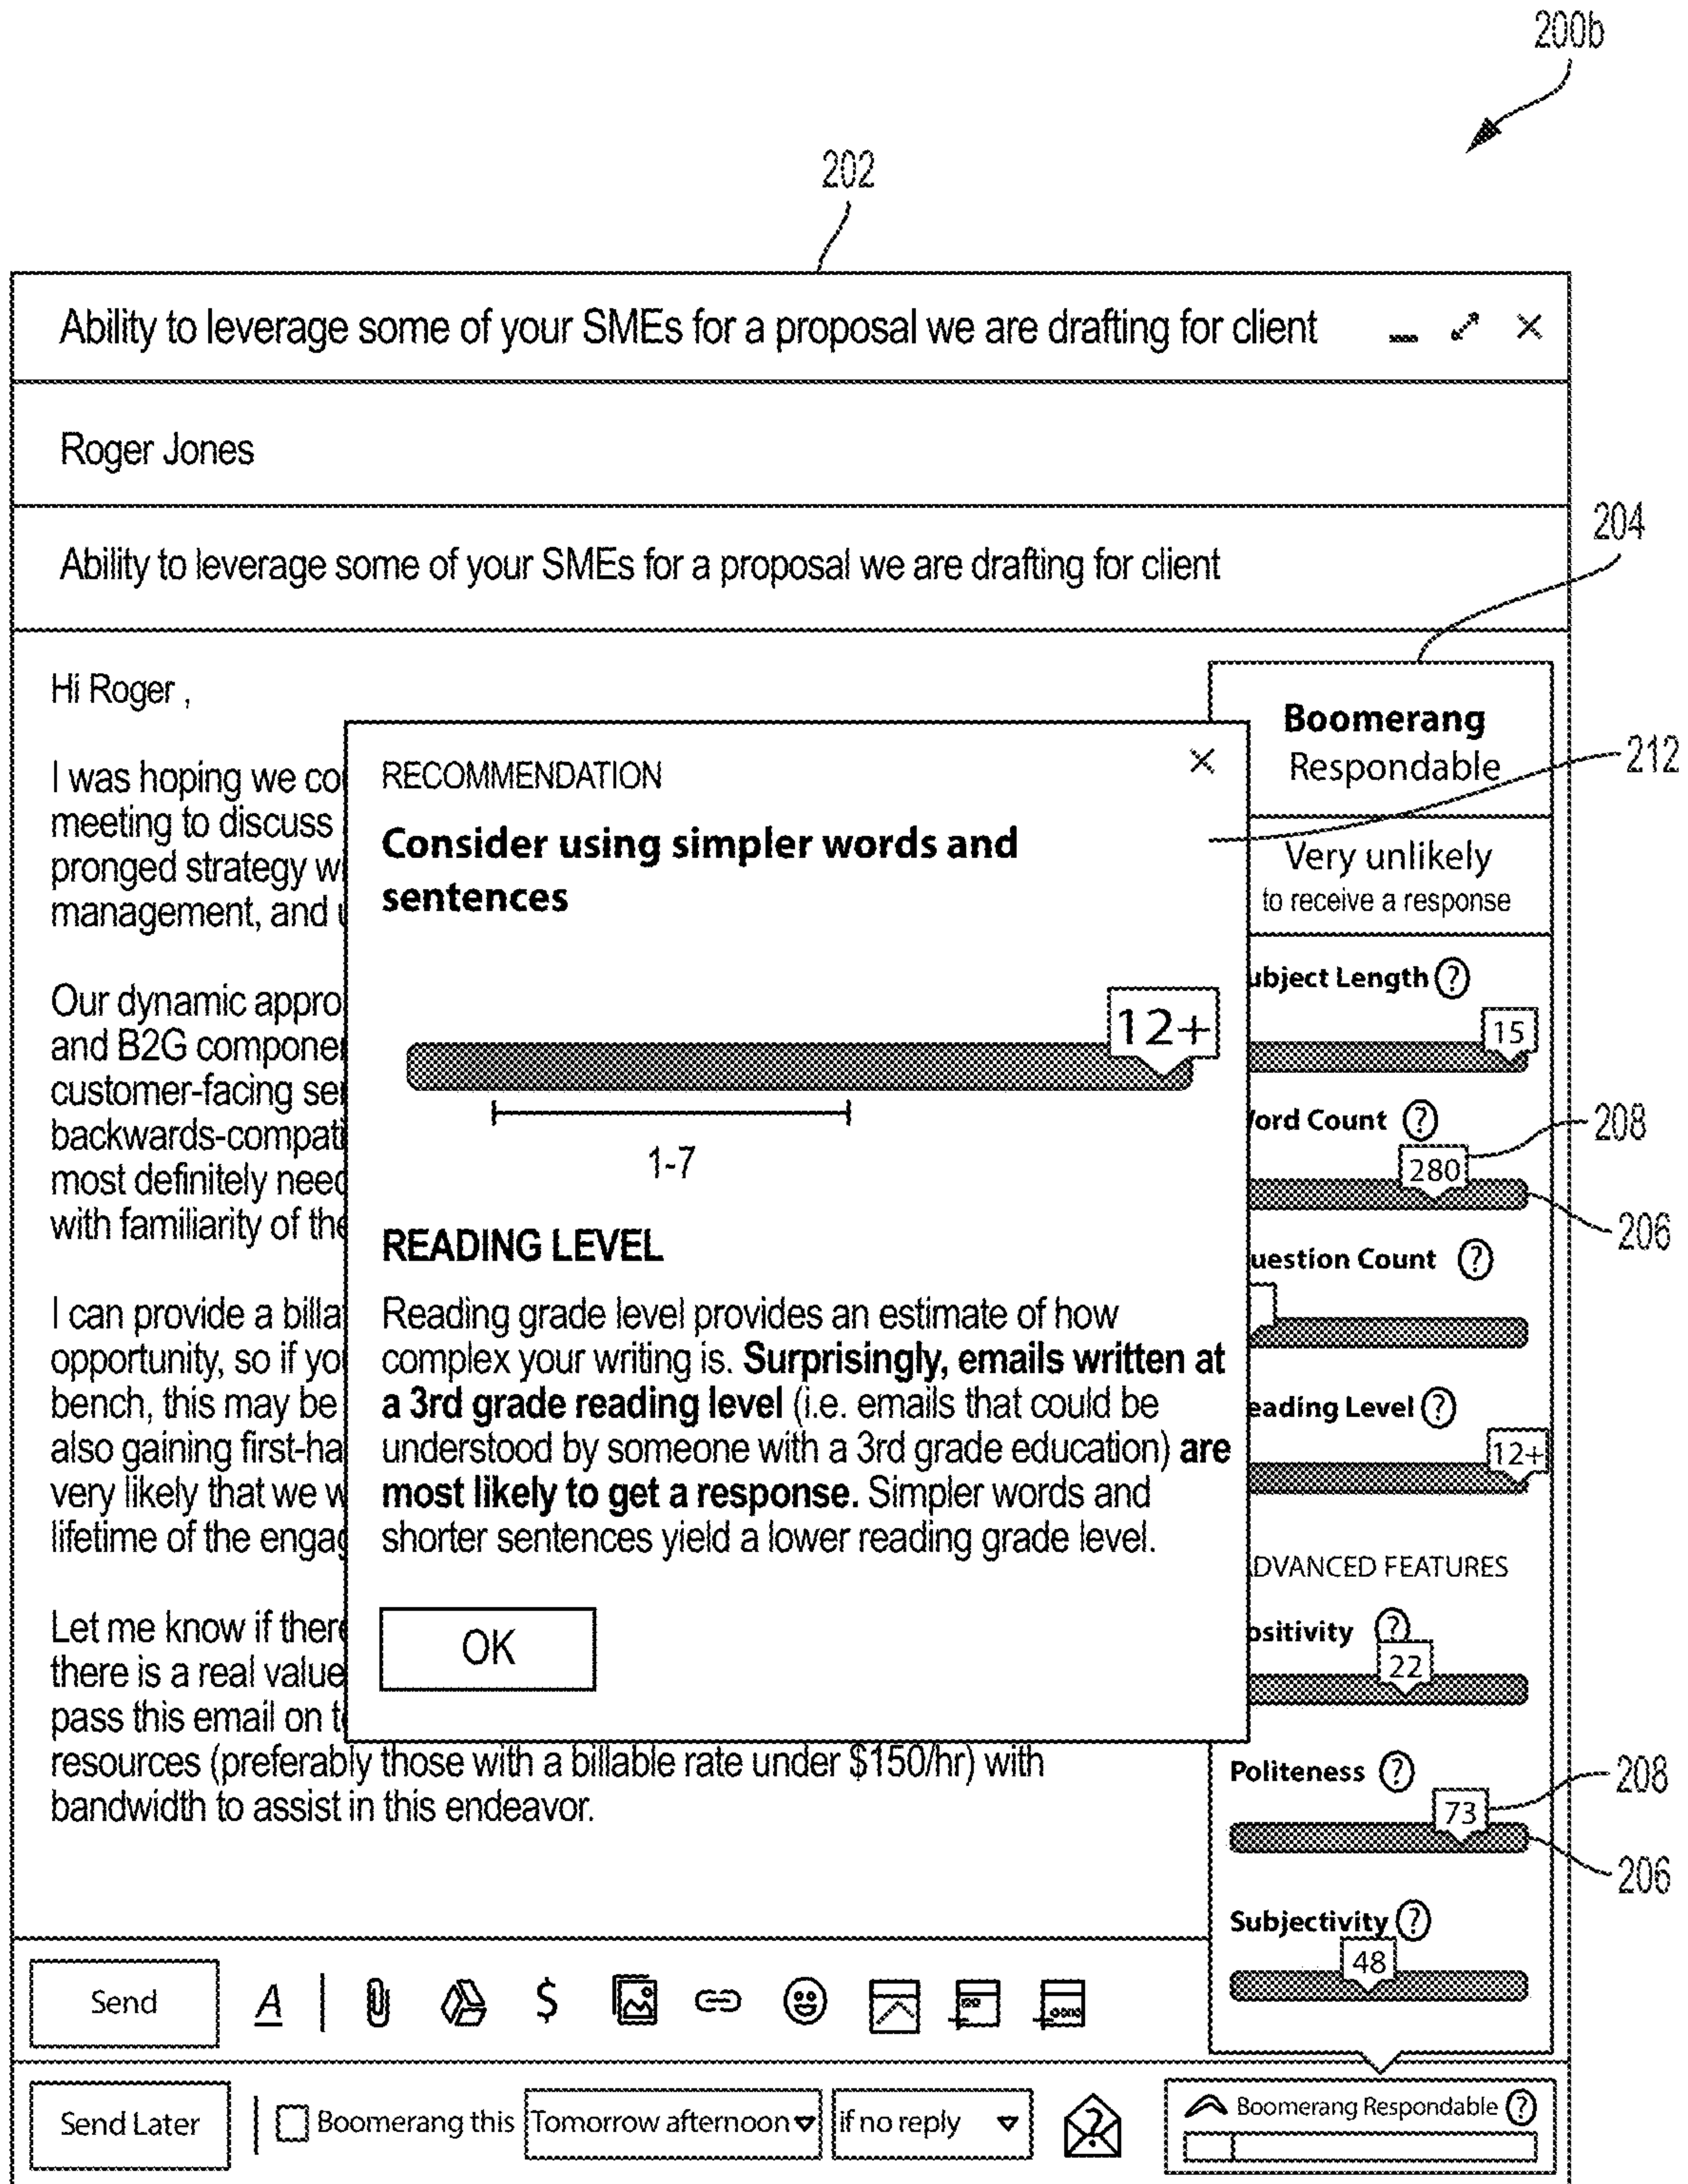 200b
202
Ability to leverage some of your SMEs for a proposal we are drafting for client
Roger Jones
Ability to leverage some of your SMEs for a proposal we are drafting for client
204
Hi Roger ,
I was hoping we co
meeting to discuss
pronged strategy w
management, and
Our dynamic appro
and B2G compone
customer-facing se
backwards-compati
most definitely need
with familiarity of the
I can provide a billa
opportunity, so if yo
bench, this may be
also gaining first-ha
very likely that we w
lifetime of the engag
Let me know if there
there is a real value
pass this email on t
resources (preferably those with a billable rate under $150/hr) with
bandwidth to assist in this endeavor.
RECOMMENDATION
Consider using simpler words and
sentences
12+
1-7
READING LEVEL
Reading grade level provides an estimate of how
complex your writing is. Surprisingly, emails written at
a 3rd grade reading level (i.e. emails that could be
understood by someone with a 3rd grade education) are
most likely to get a response. Simpler words and
shorter sentences yield a lower reading grade level.
OK
Boomerang
Respondable
212
Very unlikely
to receive a response
ubject Length ?
15
ord Count ?
208
280
206
uestion Count ?
eading Level ?
12+
DVANCED FEATURES
ositivity ?
22
Politeness ?
208
73
206
Subjectivity ?
48
Send A $
Send Later Boomerang this Tomorrow afternoon if no reply ? Boomerang Respondable ?